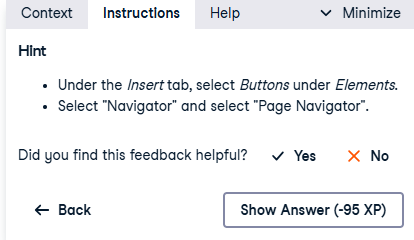 Context Instructions Help Minimize
Hint
• Under the Insert tab, select Buttons under Elements.
• Select "Navigator" and select "Page Navigator".
Did you find this feedback helpful? Yes No
Back Show Answer (-95 XP)